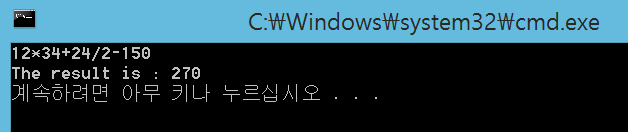 C:₩Windows₩system32₩cmd.exe
12*34+24/2-150
The result is : 270
계속하려면 아무 키나 누르십시오 . . .